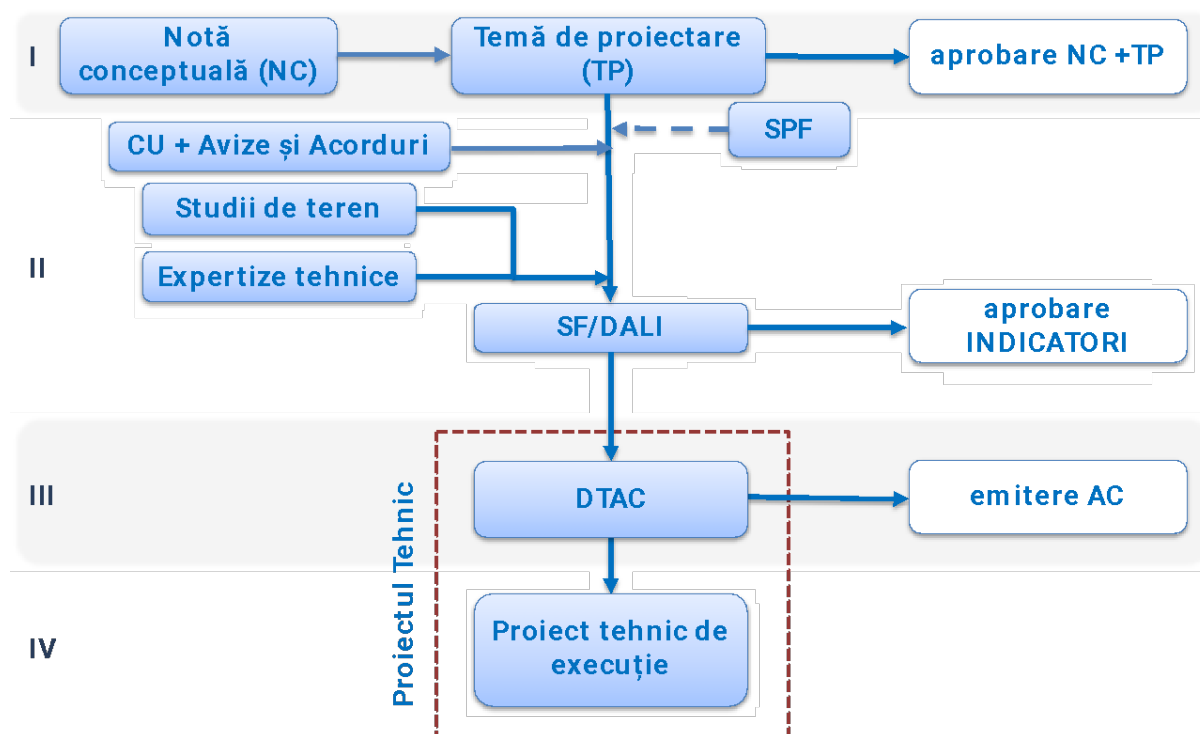 I
Notă
conceptuală (NC)
Temă de proiectare
(TP)
aprobare NC +TP
SPF
CU + Avize și Acorduri
Studii de teren
II
Expertize tehnice
SF/DALI
aprobare
INDICATORI
III
DTAC
emitere AC
Proiectul Tehnic
IV
Proiect tehnic de
execuție